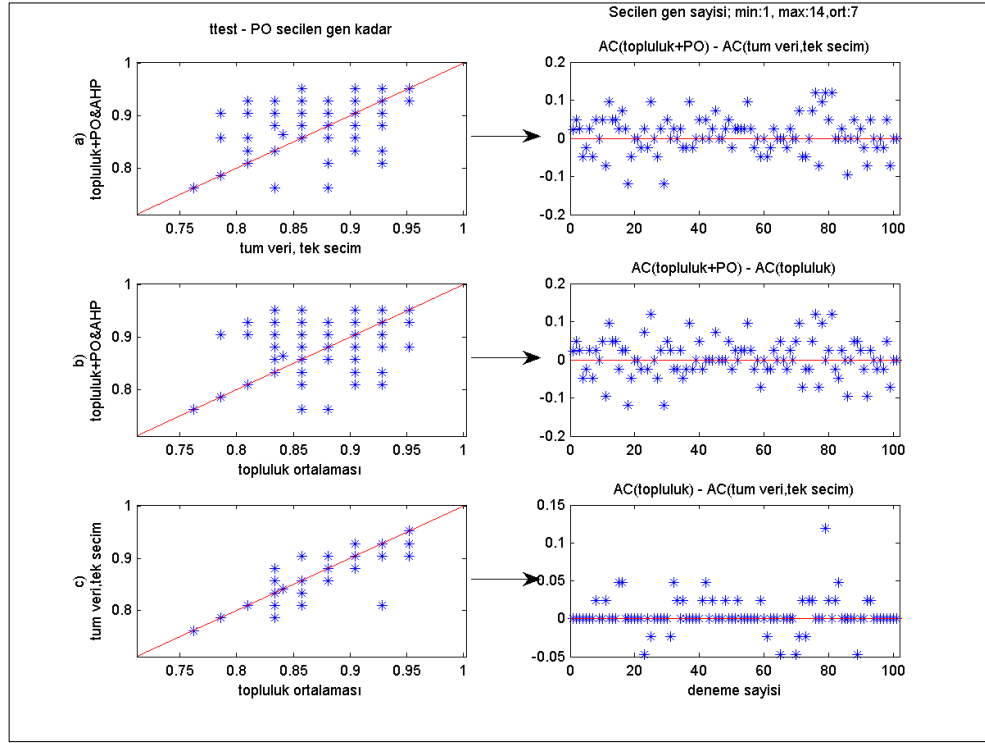 ttest - PO secilen gen kadar
Secilen gen sayisi; min:1, max:14,ort:7
a)
topluluk+PO&AHP
1
0.9
0.8
0.75 0.8 0.85 0.9 0.95 1
tum veri, tek secim
AC(topluluk+PO) - AC(tum veri,tek secim)
0.2
0.1
0
-0.1
-0.2
0 20 40 60 80 100
b)
topluluk+PO&AHP
1
0.9
0.8
0.75 0.8 0.85 0.9 0.95 1
topluluk ortalaması
AC(topluluk+PO) - AC(topluluk)
0.2
0.1
0
-0.1
-0.2
0 20 40 60 80 100
c)
tum veri,tek secim
1
0.9
0.8
0.75 0.8 0.85 0.9 0.95 1
topluluk ortalaması
AC(topluluk) - AC(tum veri,tek secim)
0.15
0.1
0.05
0
-0.05
0 20 40 60 80 100
deneme sayisi